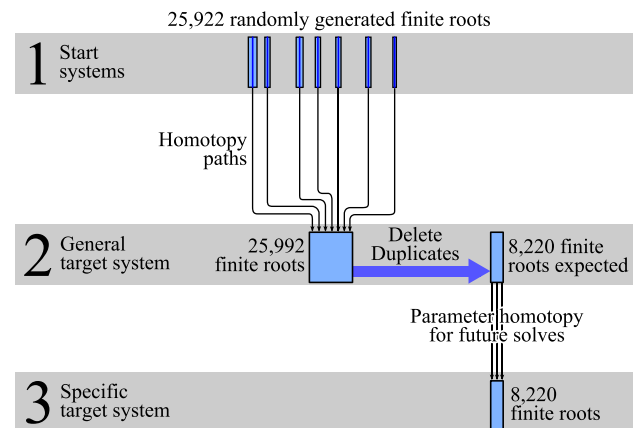 25,922 randomly generated finite roots
1 Start
systems
Homotopy
paths
2 General
target system
25,992
finite roots
Delete
Duplicates
8,220 finite
roots expected
Parameter homotopy
for future solves
3 Specific
target system
8,220
finite roots